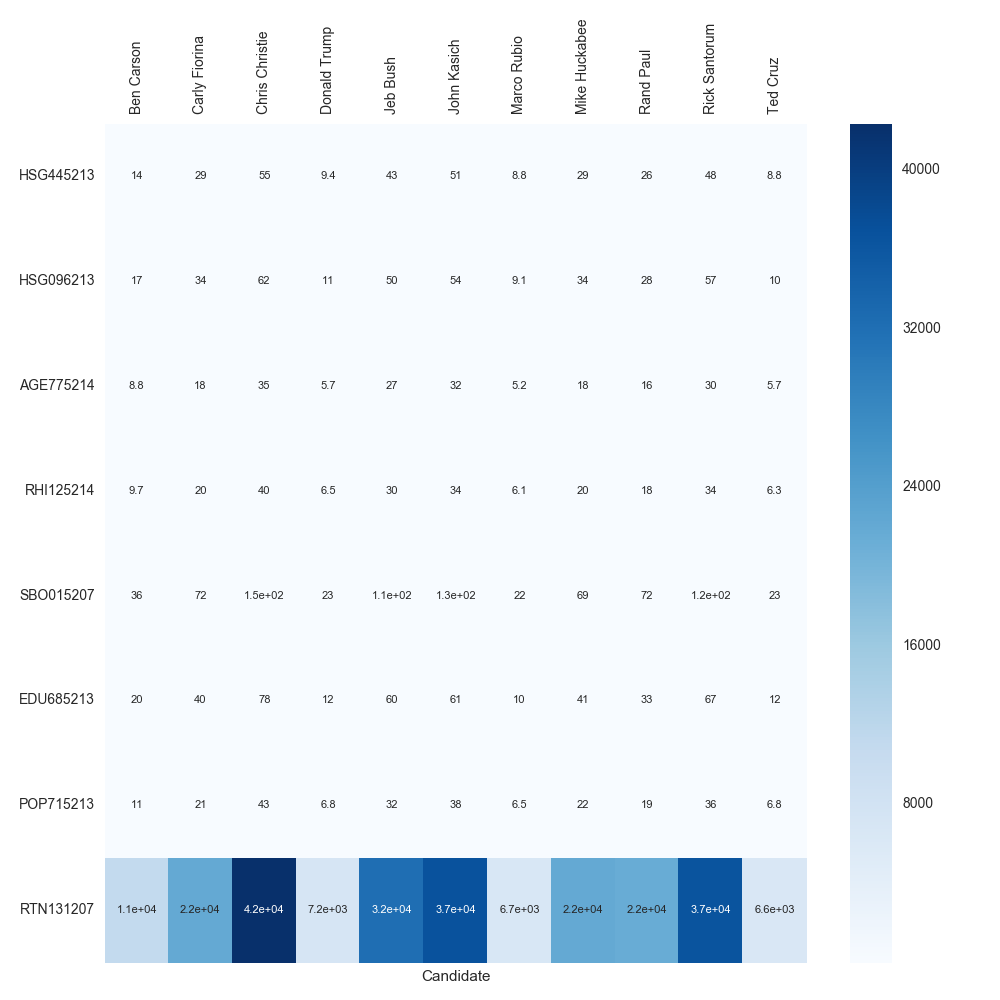 Ben Carson Carly Fiorina Chris Christie Donald Trump Jeb Bush John Kasich Marco Rubio Mike Huckabee Rand Paul Rick Santorum Ted Cruz
HSG445213 14 29 55 9.4 43 51 8.8 29 26 48 8.8 40000
HSG096213 17 34 62 11 50 54 9.1 34 28 57 10
32000
AGE775214 8.8 18 35 5.7 27 32 5.2 18 16 30 5.7
RHI125214 9.7 20 40 6.5 30 34 6.1 20 18 34 6.3 24000
SBO015207 36 72 1.5e+02 23 1.1e+02 1.3e+02 22 69 72 1.2e+02 23
16000
EDU685213 20 40 78 12 60 61 10 41 33 67 12
POP715213 11 21 43 6.8 32 38 6.5 22 19 36 6.8 8000
RTN131207 1.1e+04 2.2e+04 4.2e+04 7.2e+03 3.2e+04 3.7e+04 6.7e+03 2.2e+04 2.2e+04 3.7e+04 6.6e+03
Candidate